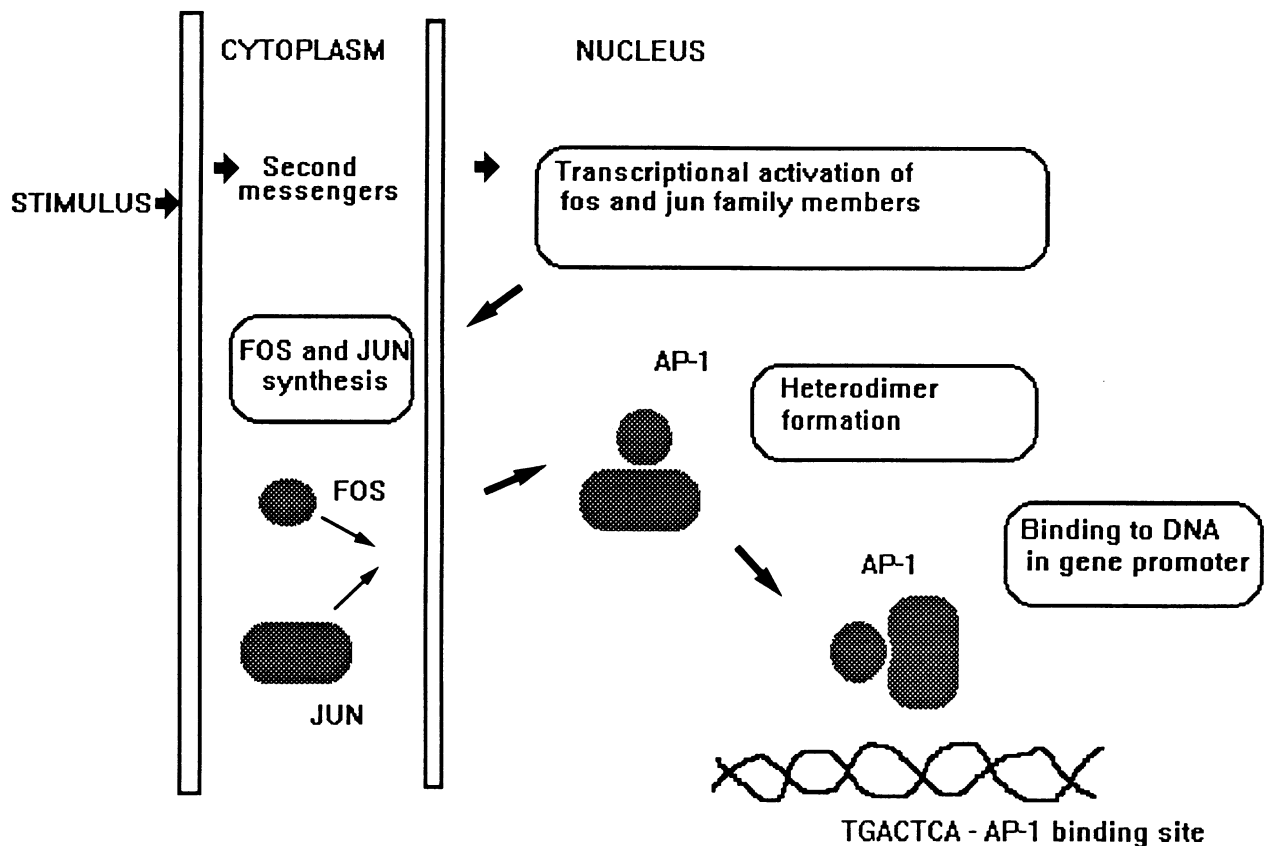 CYTOPLASM
NUCLEUS
STIMULUS
Second
messengers
Transcriptional activation of
fos and jun family members
FOS and JUN
synthesis
AP-1
Heterodimer
formation
FOS
JUN
Binding to DNA
in gene promoter
AP-1
TGACTCA - AP-1 binding site